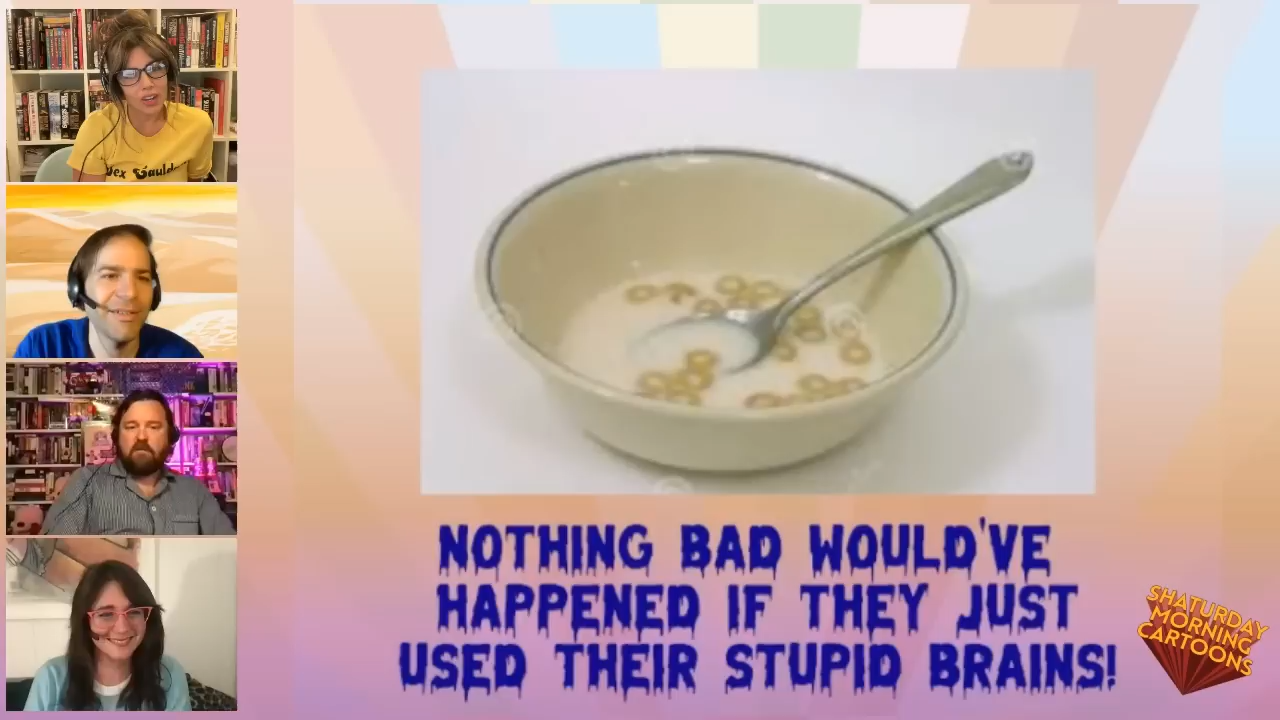 NOTHING BAD WOULD'VE
HAPPENED IF THEY JUST
USED THEIR STUPID BRAINS!
SHATURDAY
MORNING
CARTOONS